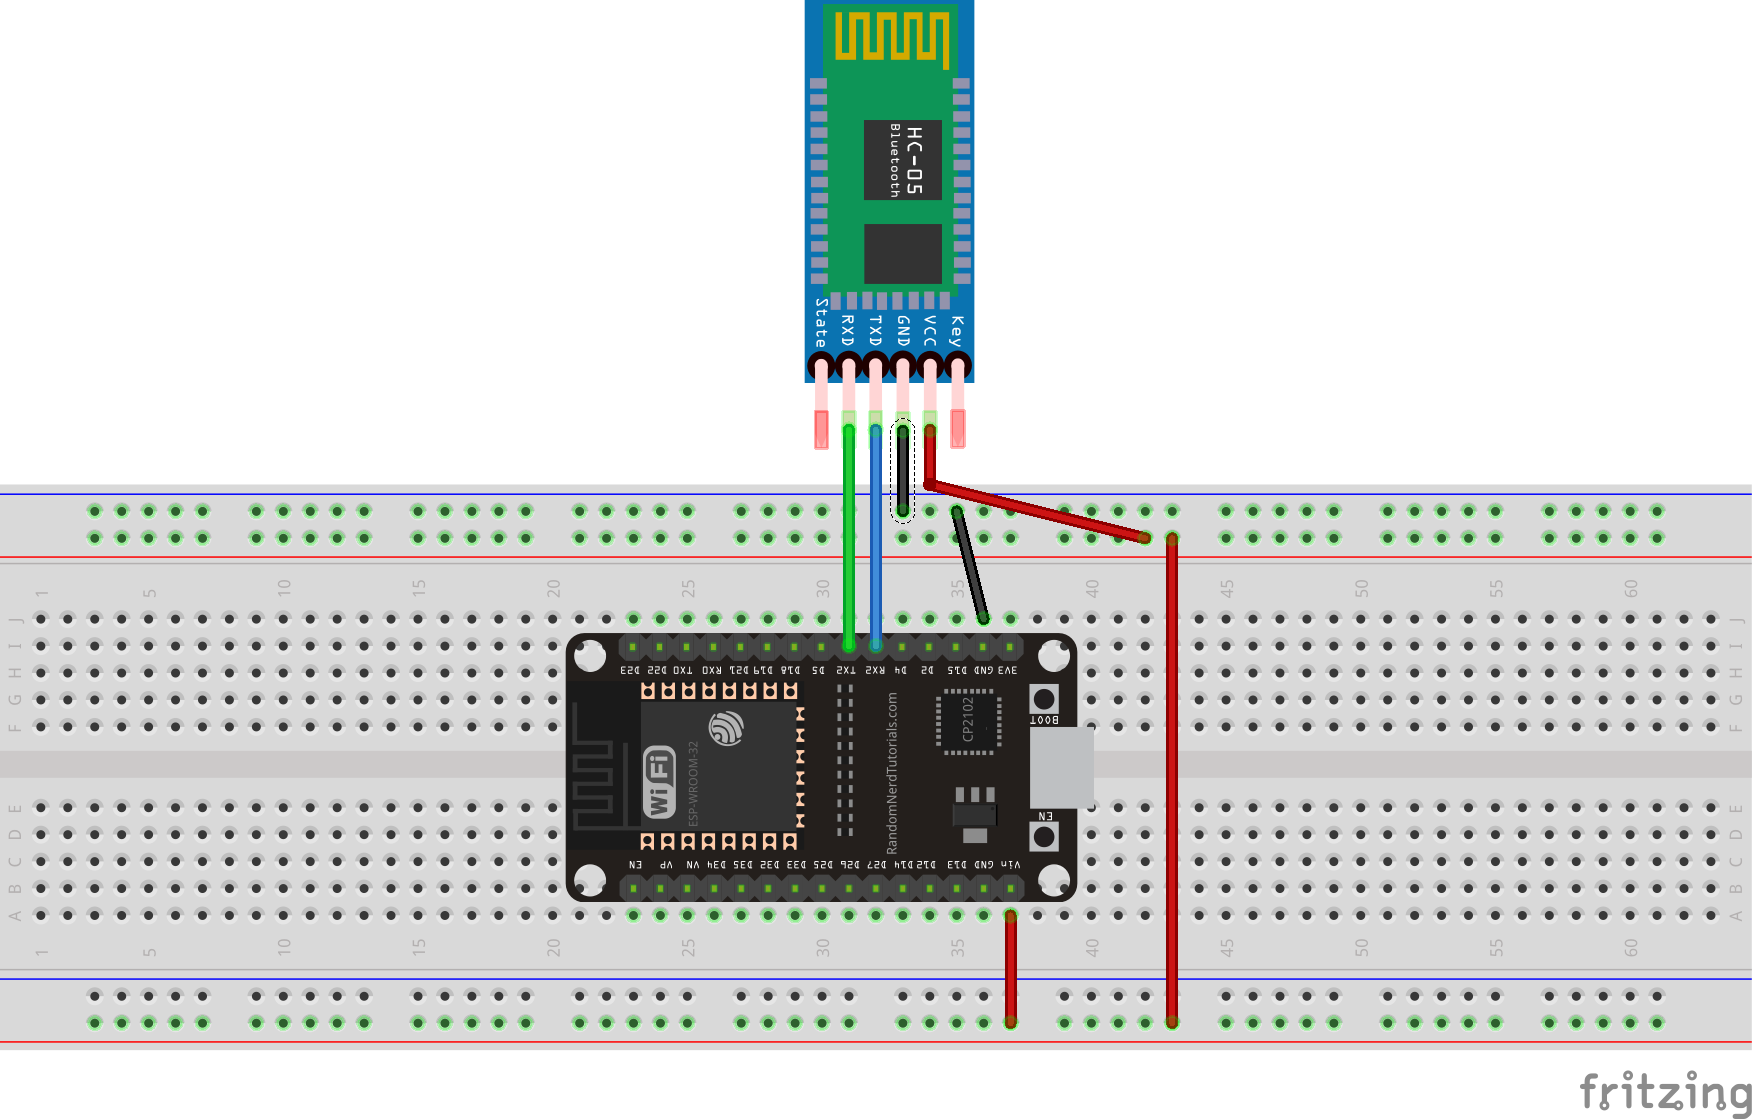 HC-05
Bluetooth
State
RXD
TXD
GND
VCC
Key
1 5 10 15 20 25 30 35 40 45 50 55 60
J J
I I
H H
G G
F F
D23 D22 TX0 RX0 D21 D19 D18 D5 TX2 RX2 D4 D2 D15 GND 3V3
BOOT
CP2102
WiFi
ESP-WROOM-32
RandomNerdTutorials.com
EN
EN VP VN D34 D35 D32 D33 D25 D26 D27 D14 D12 D13 GND Vin
E E
D D
C C
B B
A A
1 5 10 15 20 25 30 35 40 45 50 55 60
fritzing